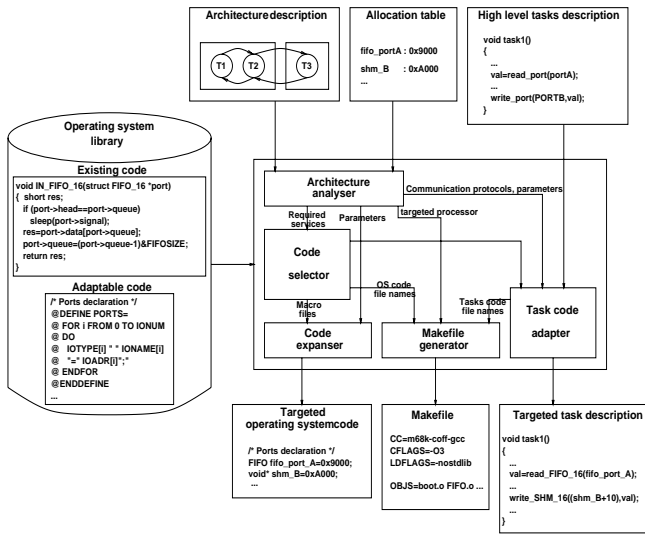 Architecture description
T1 T2 T3
Allocation table
fifo_portA : 0x9000
shm_B : 0xA000
...
High level tasks description
void task1()
{
...
val=read_port(portA);
...
write_port(PORTB,val);
}
Operating system
library
Existing code
void IN_FIFO_16(struct FIFO_16 *port)
{ short res;
if (port->head==port->queue)
sleep(port->signal);
res=port->data[port->queue];
port->queue=(port->queue-1)&FIFOSIZE;
return res;
}
Adaptable code
/* Ports declaration */
@DEFINE PORTS=
@ FOR i FROM 0 TO IONUM
@ DO
@ IOTYPE[i] " " IONAME[i]
@ "=" IOADR[i]";"
@ ENDFOR
@ENDDEFINE
...
Architecture
analyser
Communication protocols, parameters
Required
services
Parameters
targeted processor
Code
selector
Macro
files
OS code
file names
Tasks code
file names
Code
expanser
Makefile
generator
Task code
adapter
Targeted
operating systemcode
/* Ports declaration */
FIFO fifo_port_A=0x9000;
void* shm_B=0xA000;
...
Makefile
CC=m68k-coff-gcc
CFLAGS=-O3
LDFLAGS=-nostdlib
OBJS=boot.o FIFO.o ...
Targeted task description
void task1()
{
...
val=read_FIFO_16(fifo_port_A);
...
write_SHM_16((shm_B+10),val);
...
}